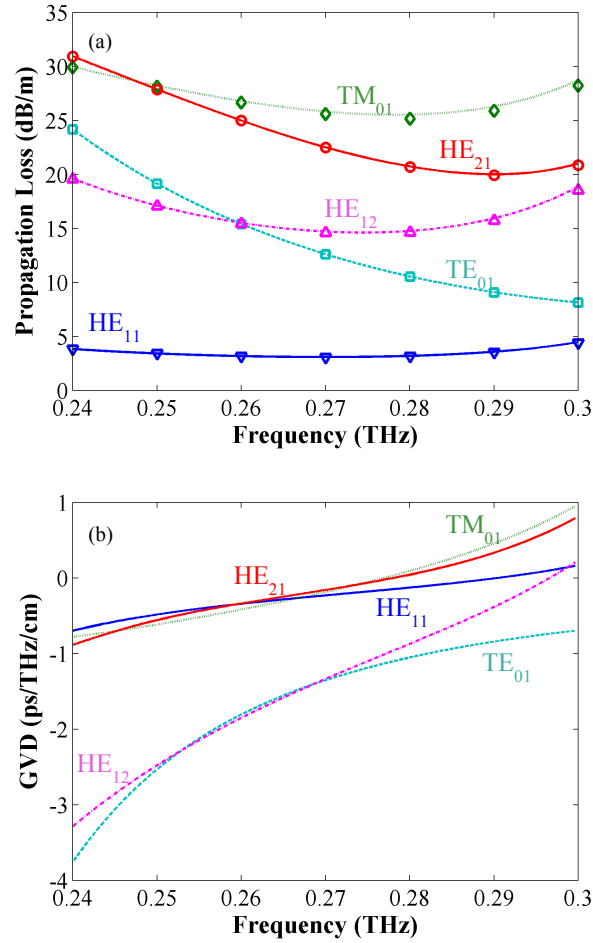 (a)
Propagation Loss (dB/m)
35
30
25
20
15
10
5
0
TM01
HE21
HE12
TE01
HE11
0.24 0.25 0.26 0.27 0.28 0.29 0.3
Frequency (THz)
(b)
GVD (ps/THz/cm)
1
0
-1
-2
-3
-4
TM01
HE21
HE11
TE01
HE12
0.24 0.25 0.26 0.27 0.28 0.29 0.3
Frequency (THz)